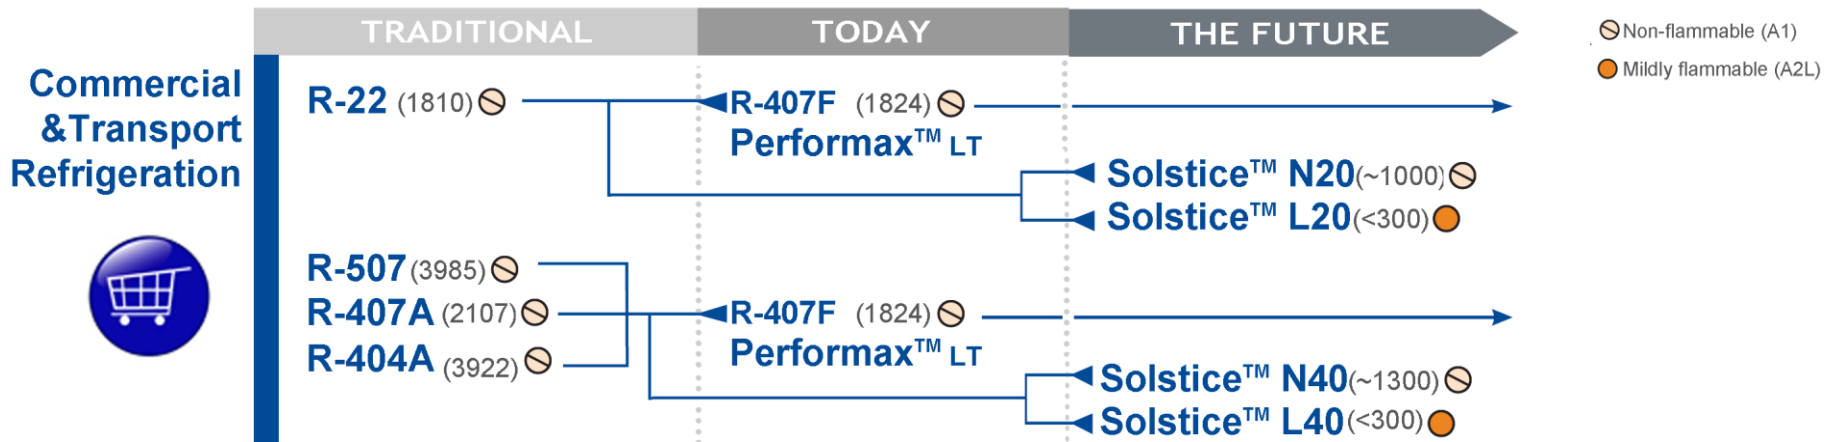 TRADITIONAL TODAY THE FUTURE
Non-flammable (A1)
Mildly flammable (A2L)
Commercial
&Transport
Refrigeration
R-22 (1810)
R-407F (1824)
Performax™ LT
Solstice™ N20(~1000)
Solstice™ L20(<300)
R-507(3985)
R-407A (2107)
R-404A (3922)
R-407F (1824)
Performax™ LT
Solstice™ N40(~1300)
Solstice™ L40(<300)